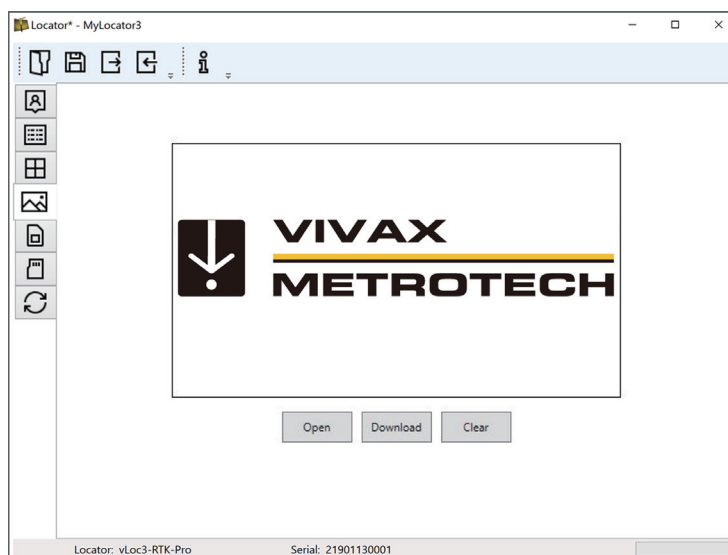 Locator* - MyLocator3
VIVAX
METROTECH
Open Download Clear
Locator: vLoc3-RTK-Pro Serial: 21901130001